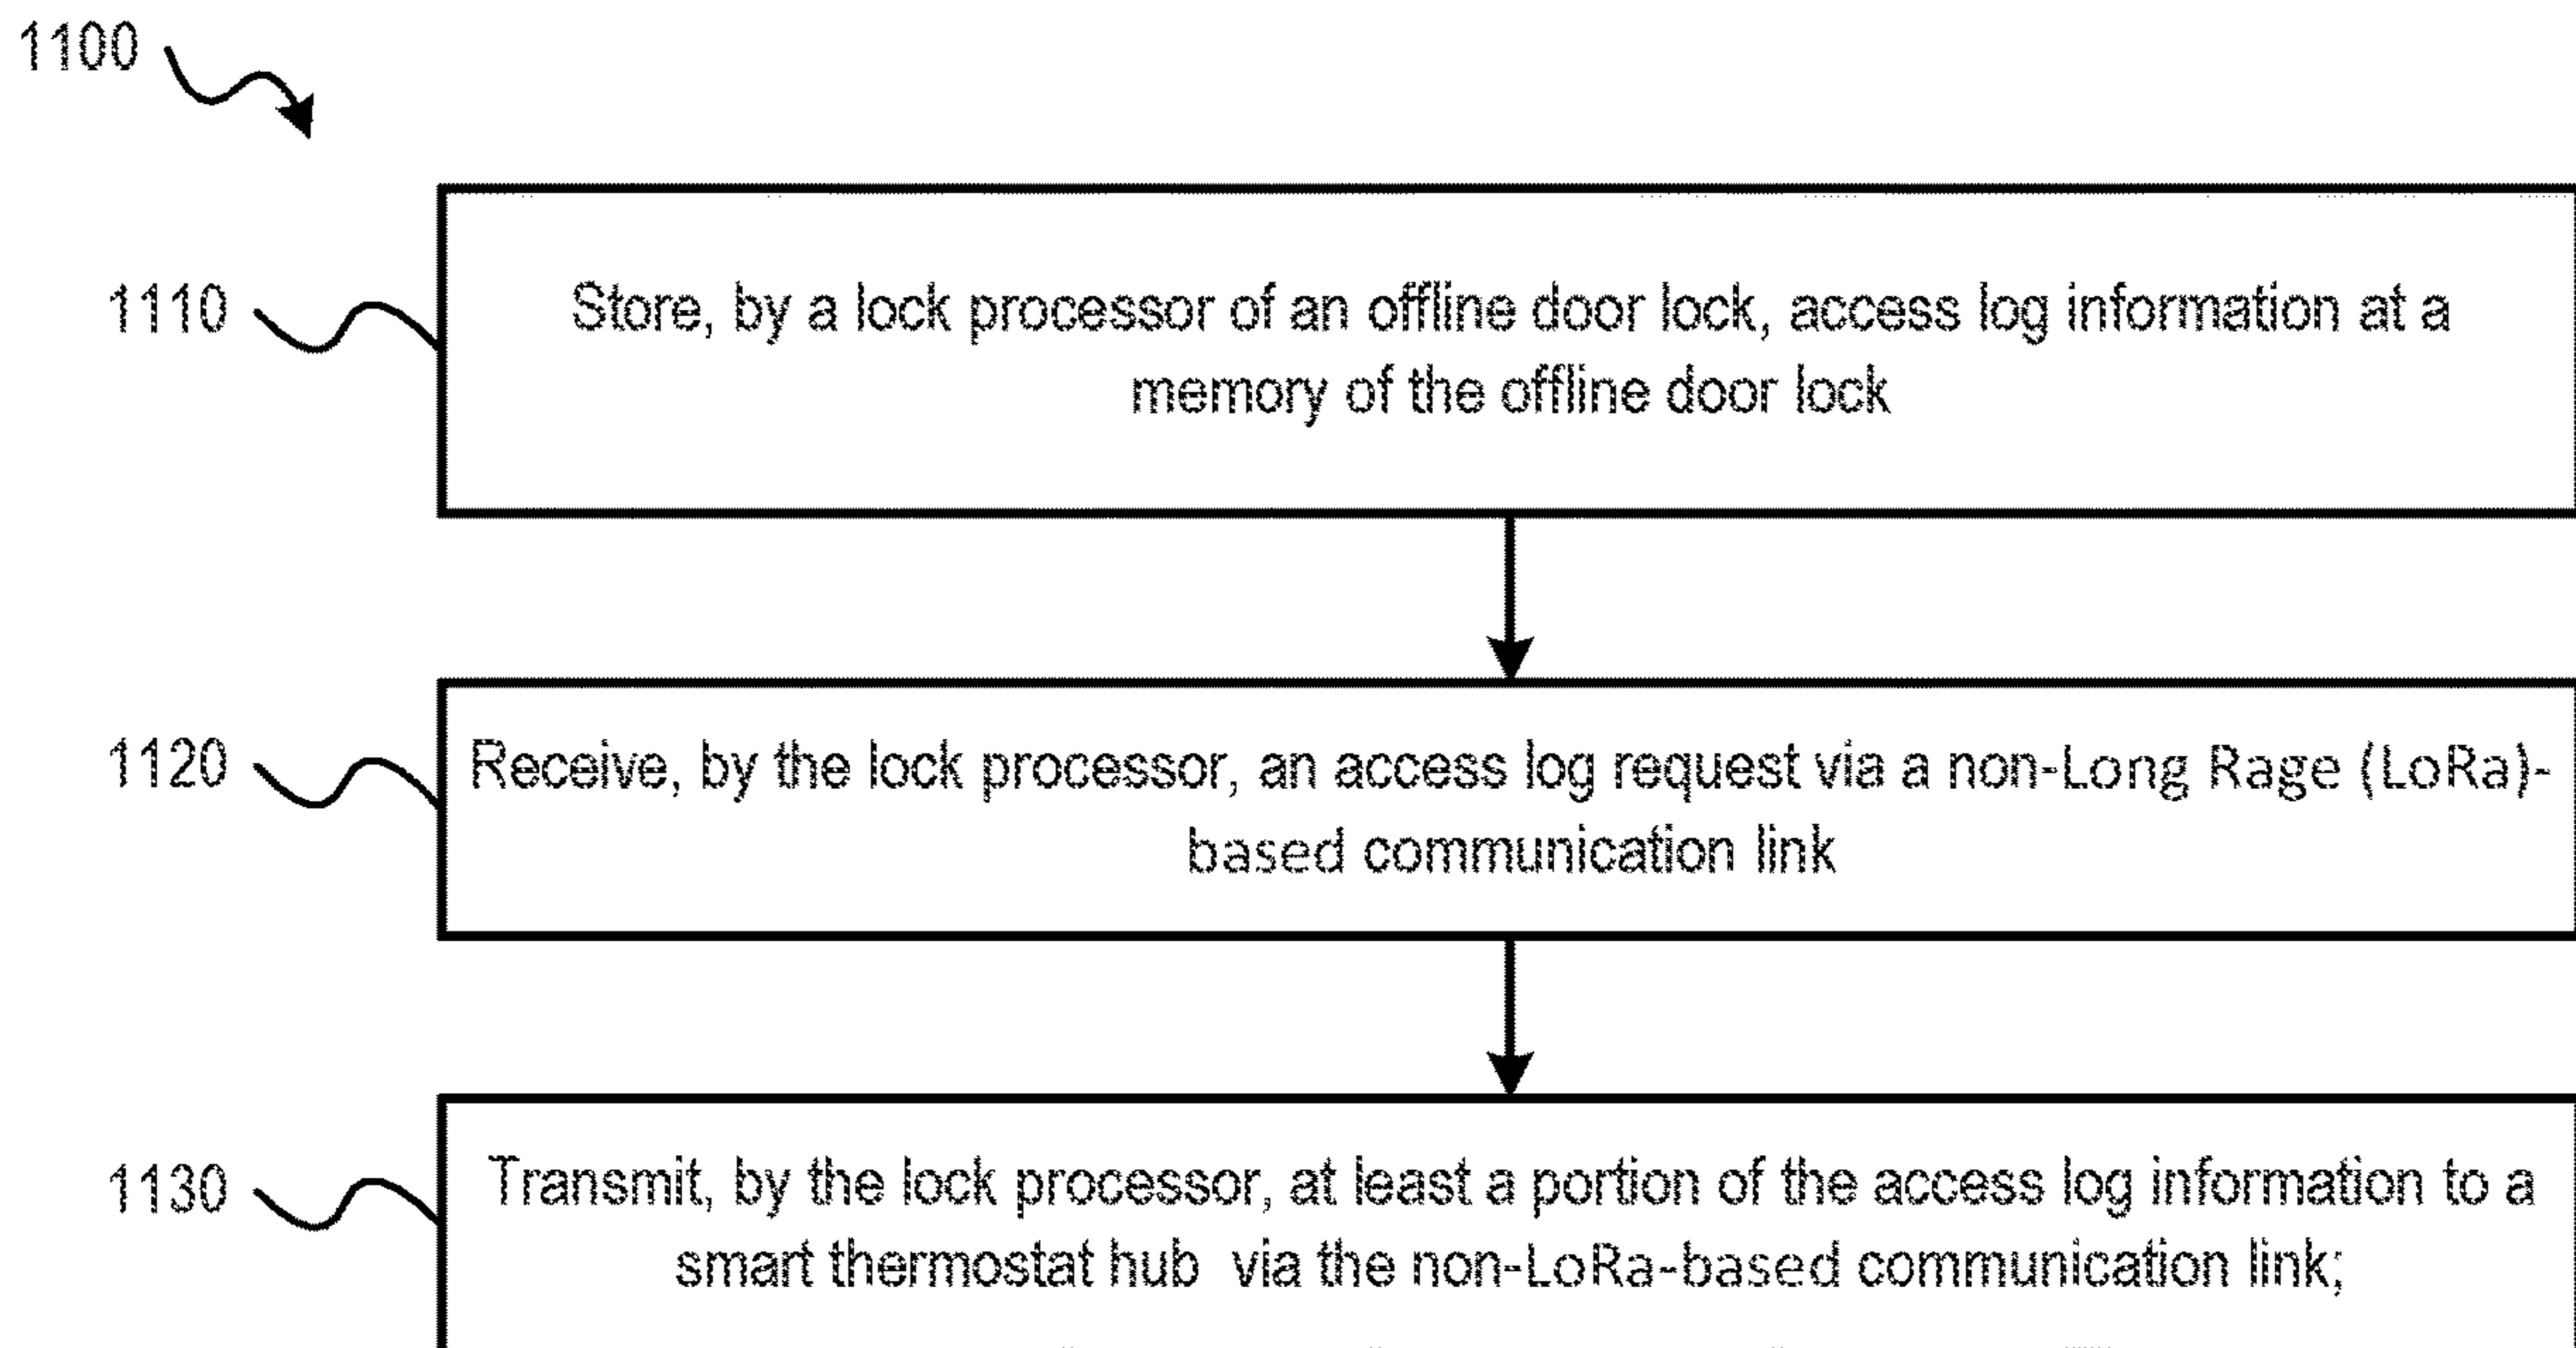 1100
1110
Store, by a lock processor of an offline door lock, access log information at a
memory of the offline door lock
1120
Receive, by the lock processor, an access log request via a non-Long Rage (LoRa)-
based communication link
1130
Transmit, by the lock processor, at least a portion of the access log information to a
smart thermostat hub via the non-LoRa-based communication link;